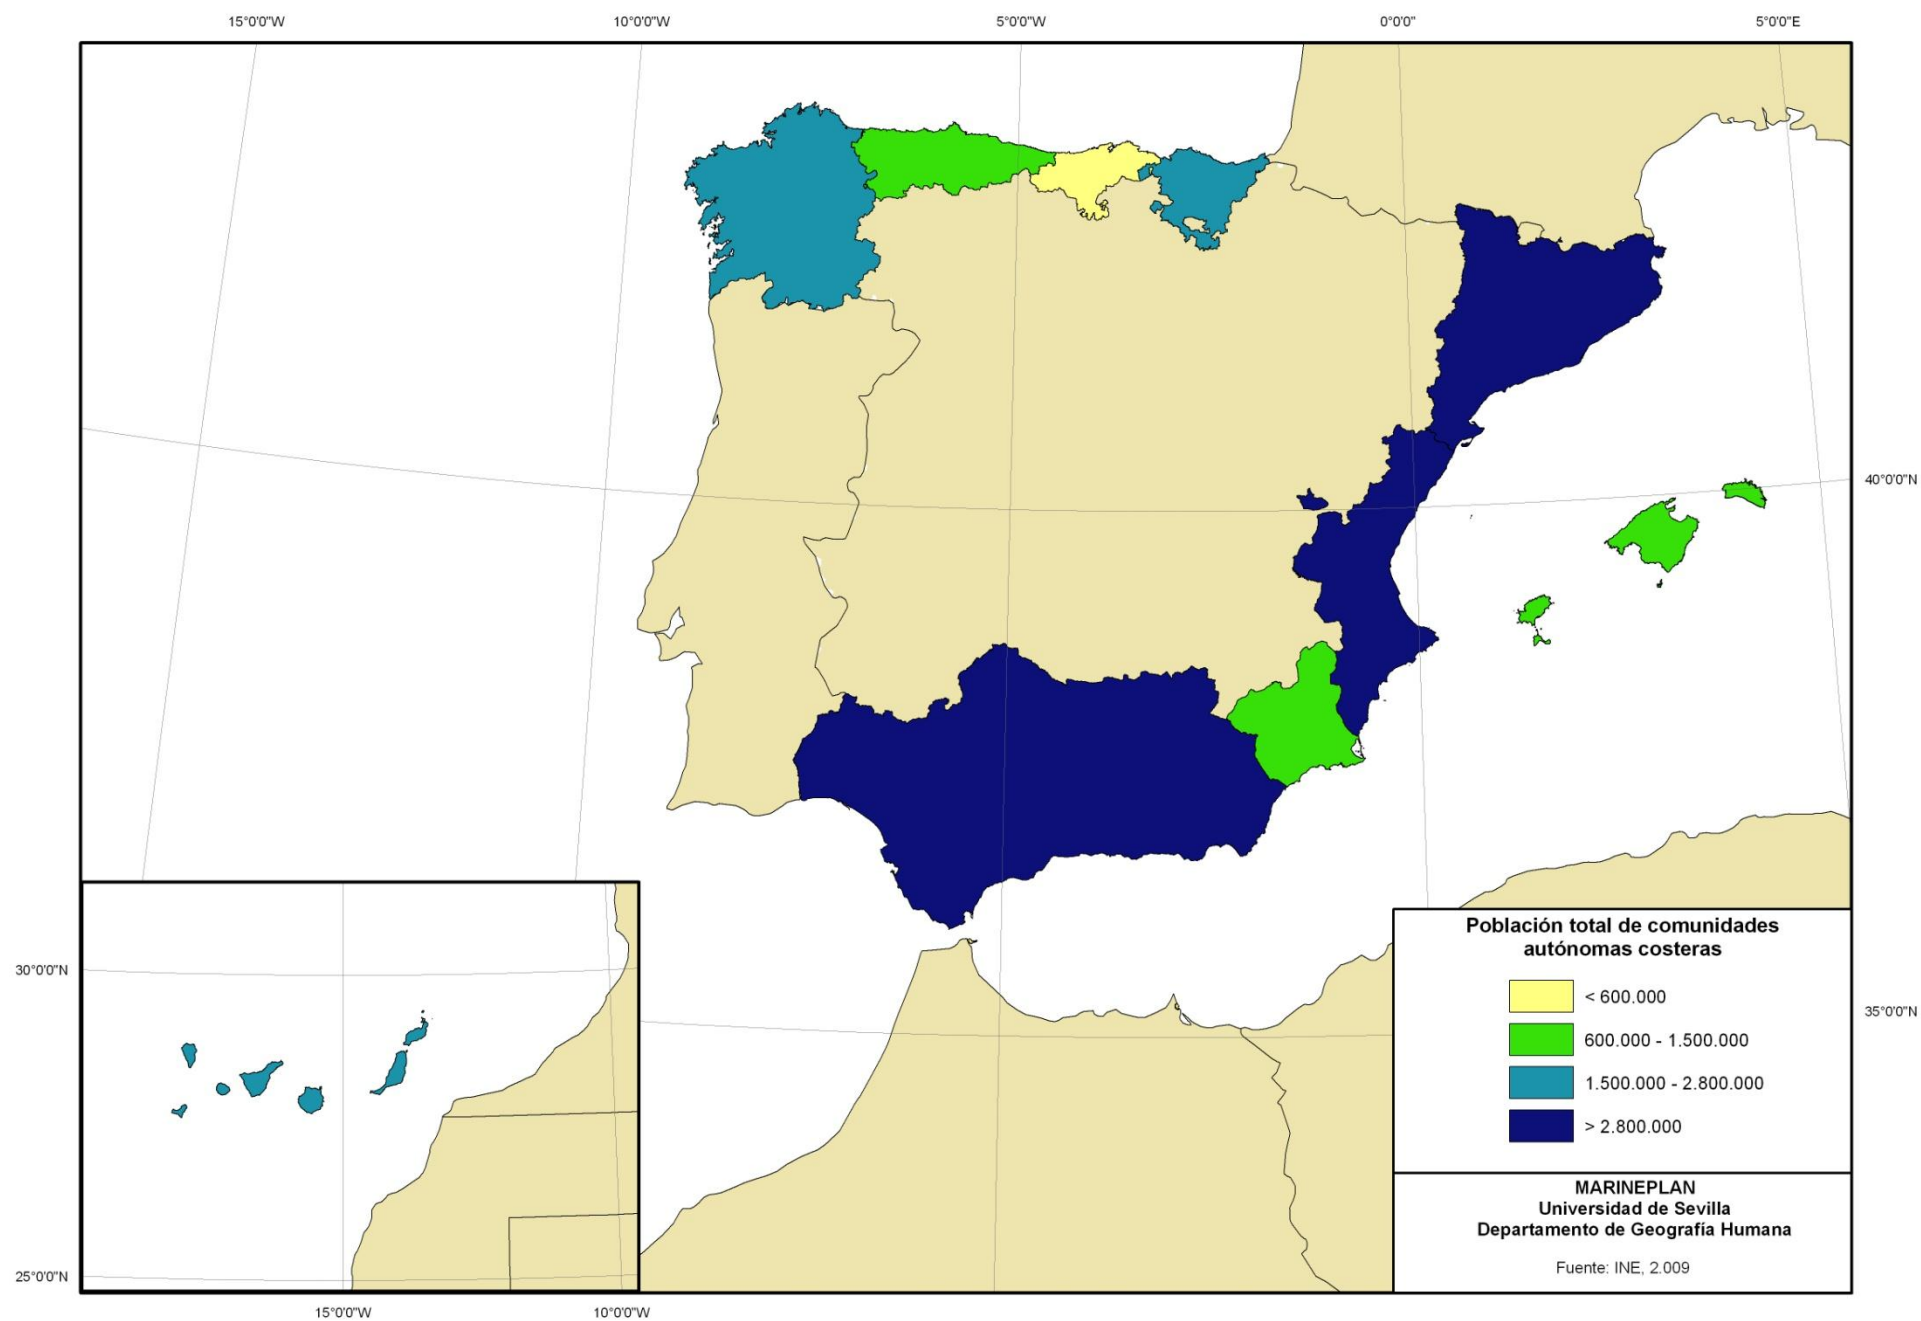 15°0'0"W
10°0'0"W
5°0'0"W
0°0'0"
5°0'0"E
40°0'0"N
30°0'0"N
35°0'0"N
25°0'0"N
15°0'0"W
10°0'0"W
Población total de comunidades
autónomas costeras
< 600.000
600.000 - 1.500.000
1.500.000 - 2.800.000
> 2.800.000
MARINEPLAN
Universidad de Sevilla
Departamento de Geografía Humana
Fuente: INE, 2.009